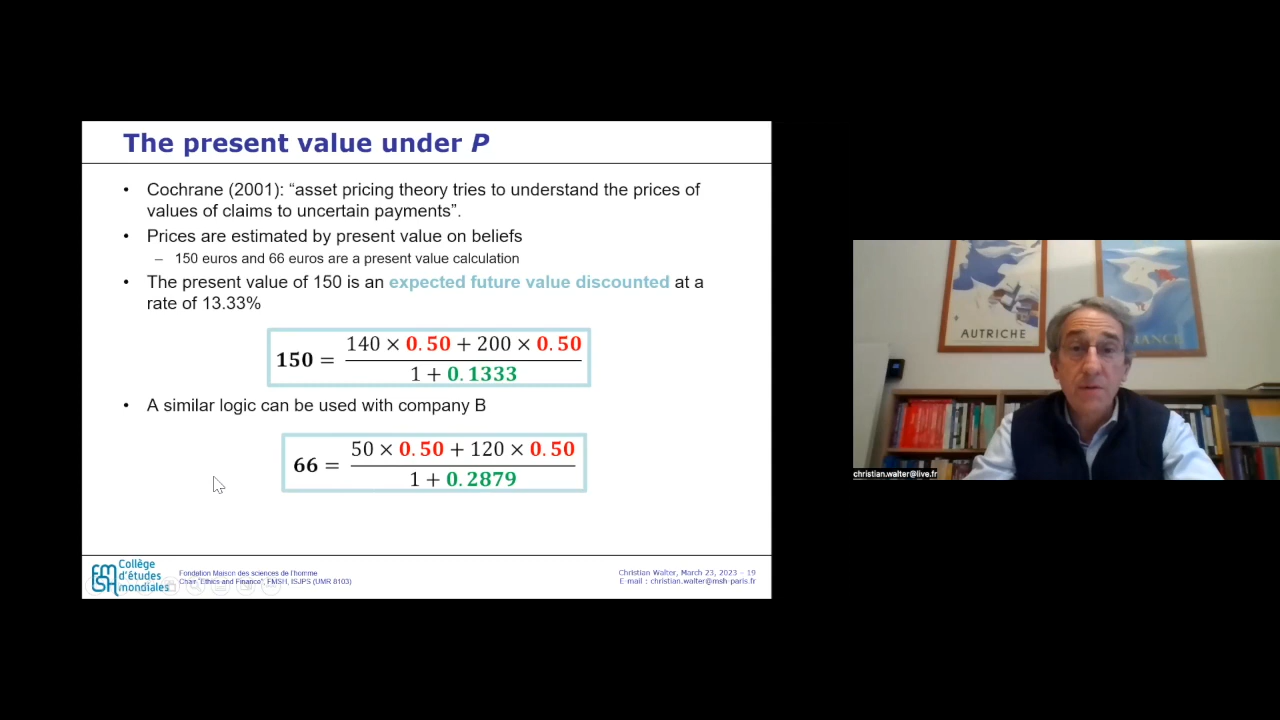 The present value under P
• Cochrane (2001): “asset pricing theory tries to understand the prices of
values of claims to uncertain payments”.
• Prices are estimated by present value on beliefs
– 150 euros and 66 euros are a present value calculation
• The present value of 150 is an expected future value discounted at a
rate of 13.33%
150 = (140 × 0.50 + 200 × 0.50) / (1 + 0.1333)
• A similar logic can be used with company B
66 = (50 × 0.50 + 120 × 0.50) / (1 + 0.2879)
FMSH
Collège
d'études
mondiales
Fondation Maison des sciences de l'homme
Chair "Ethics and Finance", FMSH, ISJPS (UMR 8103)
Christian Walter, March 23, 2023 – 19
E-mail : christian.walter@msh-paris.fr
AUTRICHE
christian.walter@live.fr